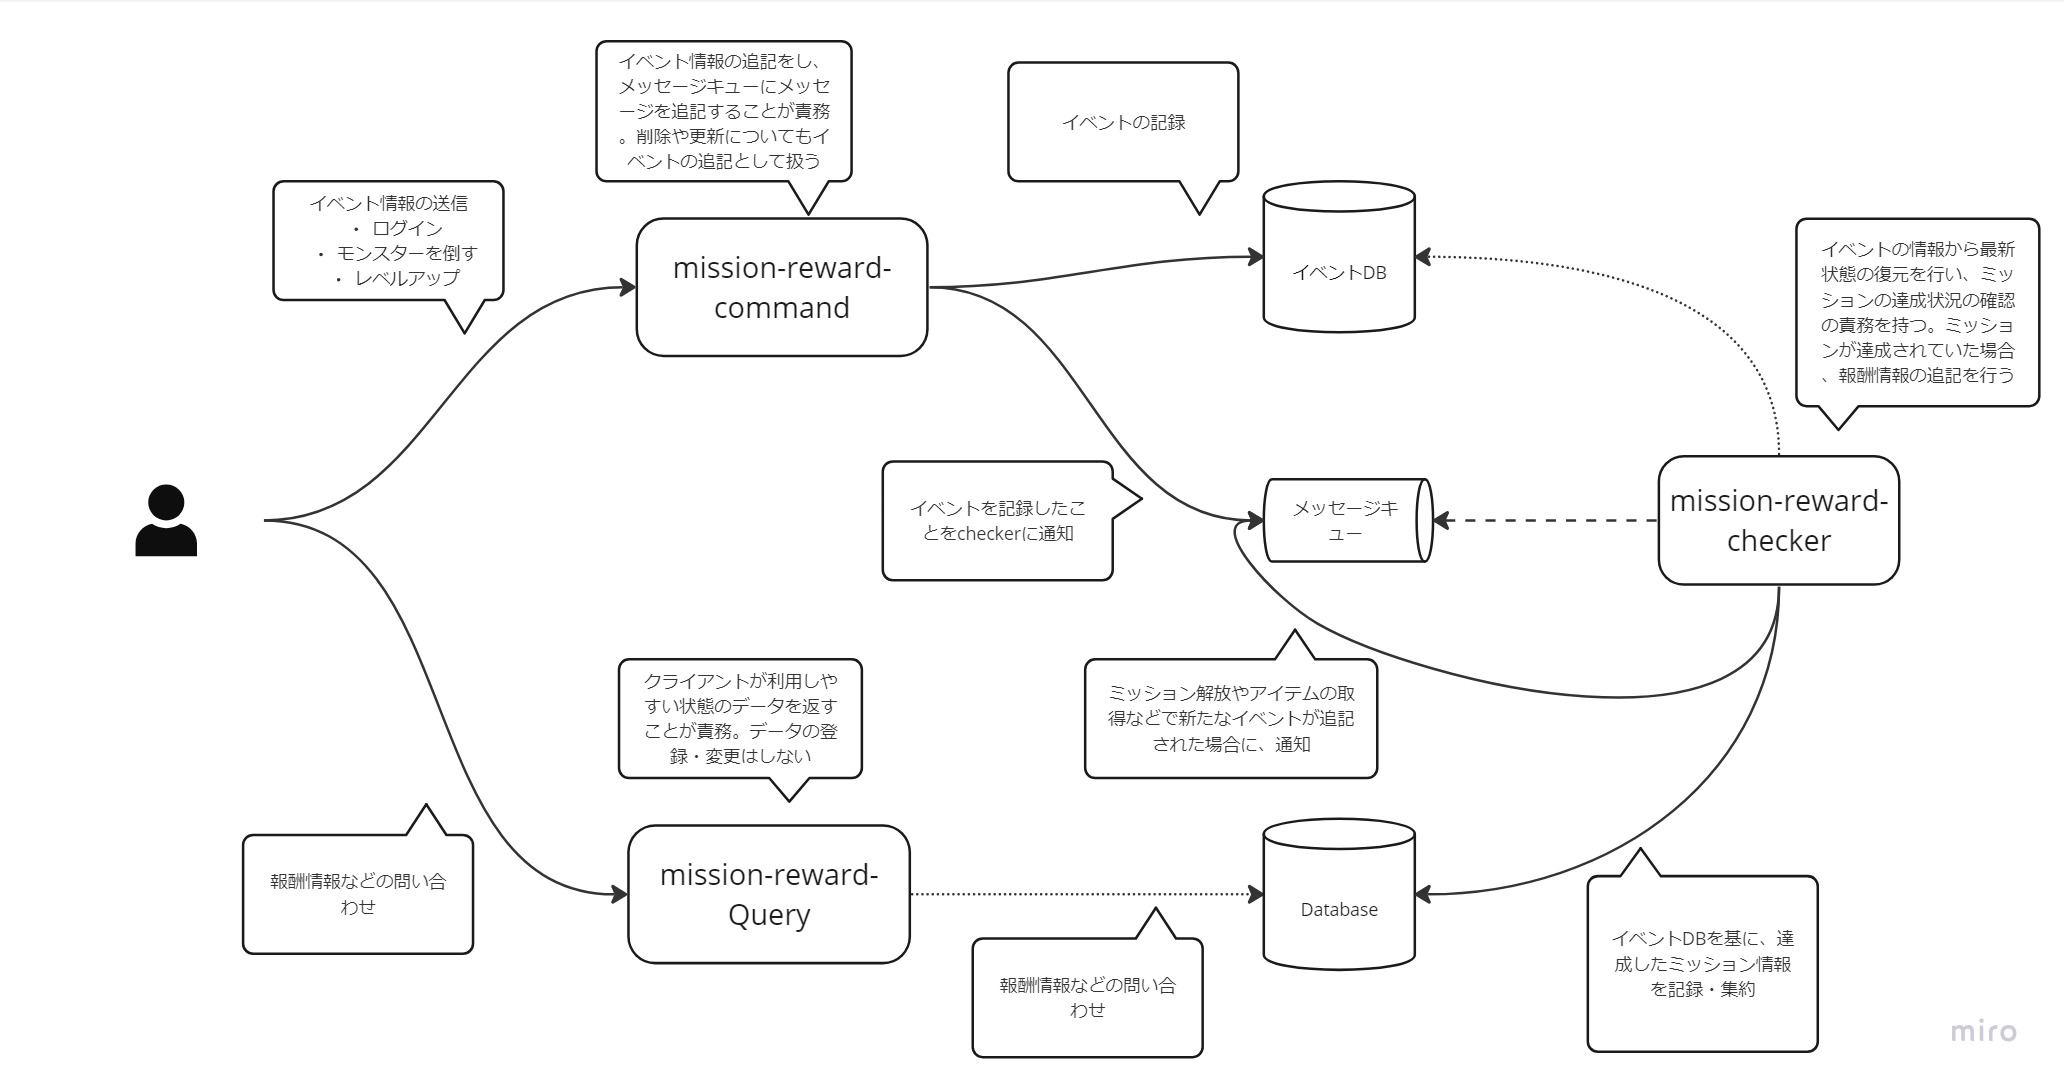 イベント情報の追記をし、
メッセージキューにメッセ
ージを追記することが責務
。削除や更新についてもイ
ベントの追記として扱う
イベントの記録
イベント情報の送信
・ ログイン
・ モンスターを倒す
・ レベルアップ
mission-reward-
command
イベントDB
イベントの情報から最新
状態の復元を行い、ミッ
ションの達成状況の確認
の責務を持つ。ミッショ
ンが達成されていた場合
、報酬情報の追記を行う
イベントを記録したこ
とをcheckerに通知
メッセージキ
ュー
mission-reward-
checker
クライアントが利用しや
すい状態のデータを返す
ことが責務。データの登
録・変更はしない
ミッション解放やアイテムの取
得などで新たなイベントが追記
された場合に、通知
報酬情報などの問い合
わせ
mission-reward-
Query
Database
報酬情報などの問い合
わせ
イベントDBを基に、達
成したミッション情報
を記録・集約
miro